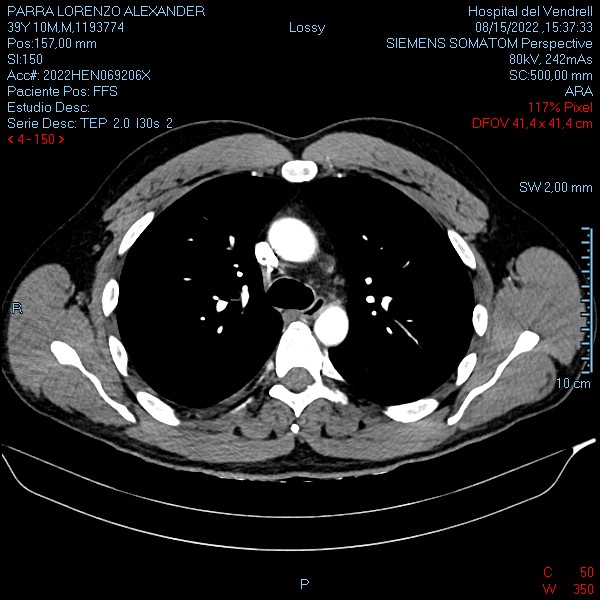 PARRA LORENZO ALEXANDER
39Y 10M,M,1193774
Pos:157,00 mm
SI:150
Acc#: 2022HEN069206X
Paciente Pos: FFS
Estudio Desc:
Serie Desc: TEP 2.0 I30s 2
< 4 - 150 >
Lossy
Hospital del Vendrell
08/15/2022 ,15:37:33
SIEMENS SOMATOM Perspective
80kV, 242mAs
SC:500,00 mm
ARA
117% Pixel
DFOV 41,4 x 41,4 cm
SW 2,00 mm
R
10 cm
P
C 50
W 350